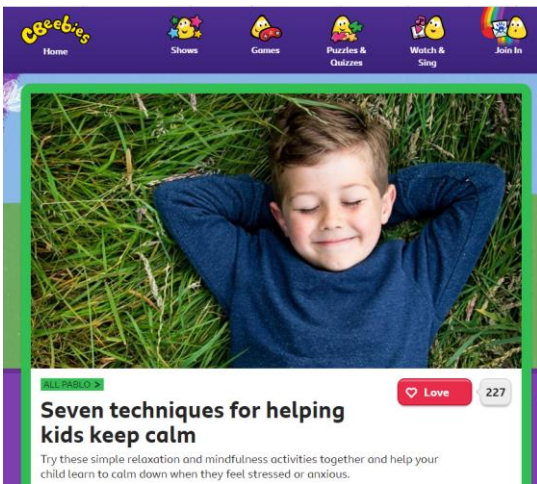 CBeebies
Home
Shows
Games
Puzzles &
Quizzes
Watch &
Sing
Join In
ALL PABLO >
Love
227
Seven techniques for helping
kids keep calm
Try these simple relaxation and mindfulness activities together and help your
child learn to calm down when they feel stressed or anxious.